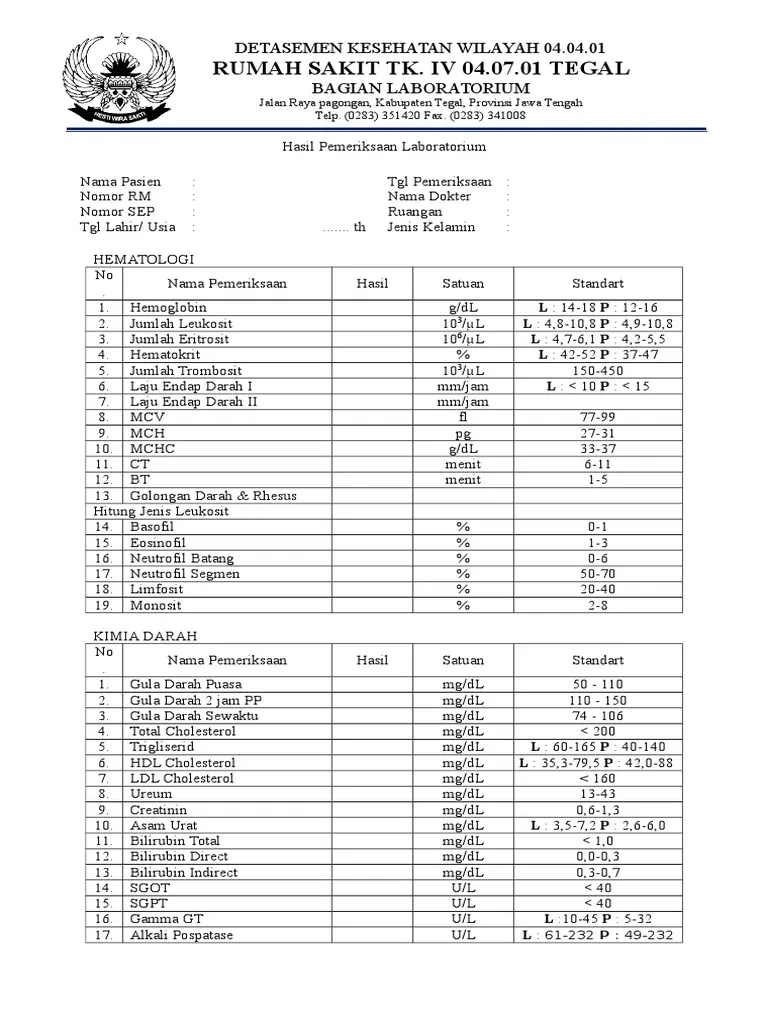 DETASEMEN KESEHATAN WILAYAH 04.04.01
RUMAH SAKIT TK. IV 04.07.01 TEGAL
BAGIAN LABORATORIUM
Jalan Raya pagongan, Kabupaten Tegal, Provinsi Jawa Tengah
Telp. (0283) 351420 Fax. (0283) 341008
HESTI WIRA SAKTI
Hasil Pemeriksaan Laboratorium
Nama Pasien : Tgl Pemeriksaan :
Nomor RM : Nama Dokter :
Nomor SEP : Ruangan :
Tgl Lahir/ Usia : ....... th Jenis Kelamin :
HEMATOLOGI
No . Nama Pemeriksaan Hasil Satuan Standart
1. Hemoglobin g/dL L : 14-18 P : 12-16
2. Jumlah Leukosit 10³/µL L : 4,8-10,8 P : 4,9-10,8
3. Jumlah Eritrosit 10⁶/µL L : 4,7-6,1 P : 4,2-5,5
4. Hematokrit % L : 42-52 P : 37-47
5. Jumlah Trombosit 10³/µL 150-450
6. Laju Endap Darah I mm/jam L : < 10 P : < 15
7. Laju Endap Darah II mm/jam
8. MCV fl 77-99
9. MCH pg 27-31
10. MCHC g/dL 33-37
11. CT menit 6-11
12. BT menit 1-5
13. Golongan Darah & Rhesus
Hitung Jenis Leukosit
14. Basofil % 0-1
15. Eosinofil % 1-3
16. Neutrofil Batang % 0-6
17. Neutrofil Segmen % 50-70
18. Limfosit % 20-40
19. Monosit % 2-8
KIMIA DARAH
No . Nama Pemeriksaan Hasil Satuan Standart
1. Gula Darah Puasa mg/dL 50 - 110
2. Gula Darah 2 jam PP mg/dL 110 - 150
3. Gula Darah Sewaktu mg/dL 74 - 106
4. Total Cholesterol mg/dL < 200
5. Trigliserid mg/dL L : 60-165 P : 40-140
6. HDL Cholesterol mg/dL L : 35,3-79,5 P : 42,0-88
7. LDL Cholesterol mg/dL < 160
8. Ureum mg/dL 13-43
9. Creatinin mg/dL 0,6-1,3
10. Asam Urat mg/dL L : 3,5-7,2 P : 2,6-6,0
11. Bilirubin Total mg/dL < 1,0
12. Bilirubin Direct mg/dL 0,0-0,3
13. Bilirubin Indirect mg/dL 0,3-0,7
14. SGOT U/L < 40
15. SGPT U/L < 40
16. Gamma GT U/L L :10-45 P : 5-32
17. Alkali Pospatase U/L L : 61-232 P : 49-232